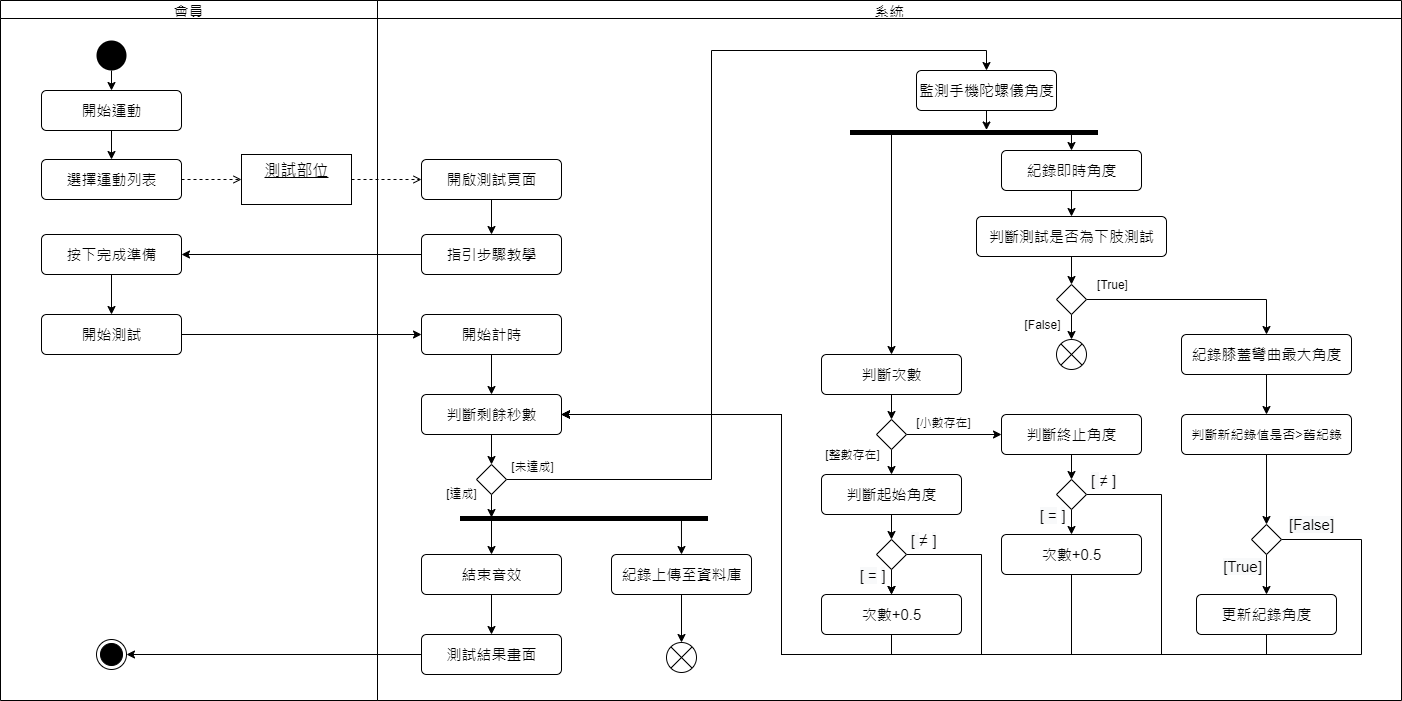 會員
系統
開始運動
選擇運動列表
測試部位
開啟測試頁面
按下完成準備
指引步驟教學
開始測試
開始計時
判斷剩餘秒數
[未達成]
[達成]
結束音效
紀錄上傳至資料庫
測試結果畫面
監測手機陀螺儀角度
紀錄即時角度
判斷測試是否為下肢測試
[True]
[False]
紀錄膝蓋彎曲最大角度
判斷新紀錄值是否>舊紀錄
[False]
[True]
更新紀錄角度
判斷次數
[小數存在]
[整數存在]
判斷終止角度
[ ≠ ]
[ = ]
次數+0.5
判斷起始角度
[ ≠ ]
[ = ]
次數+0.5